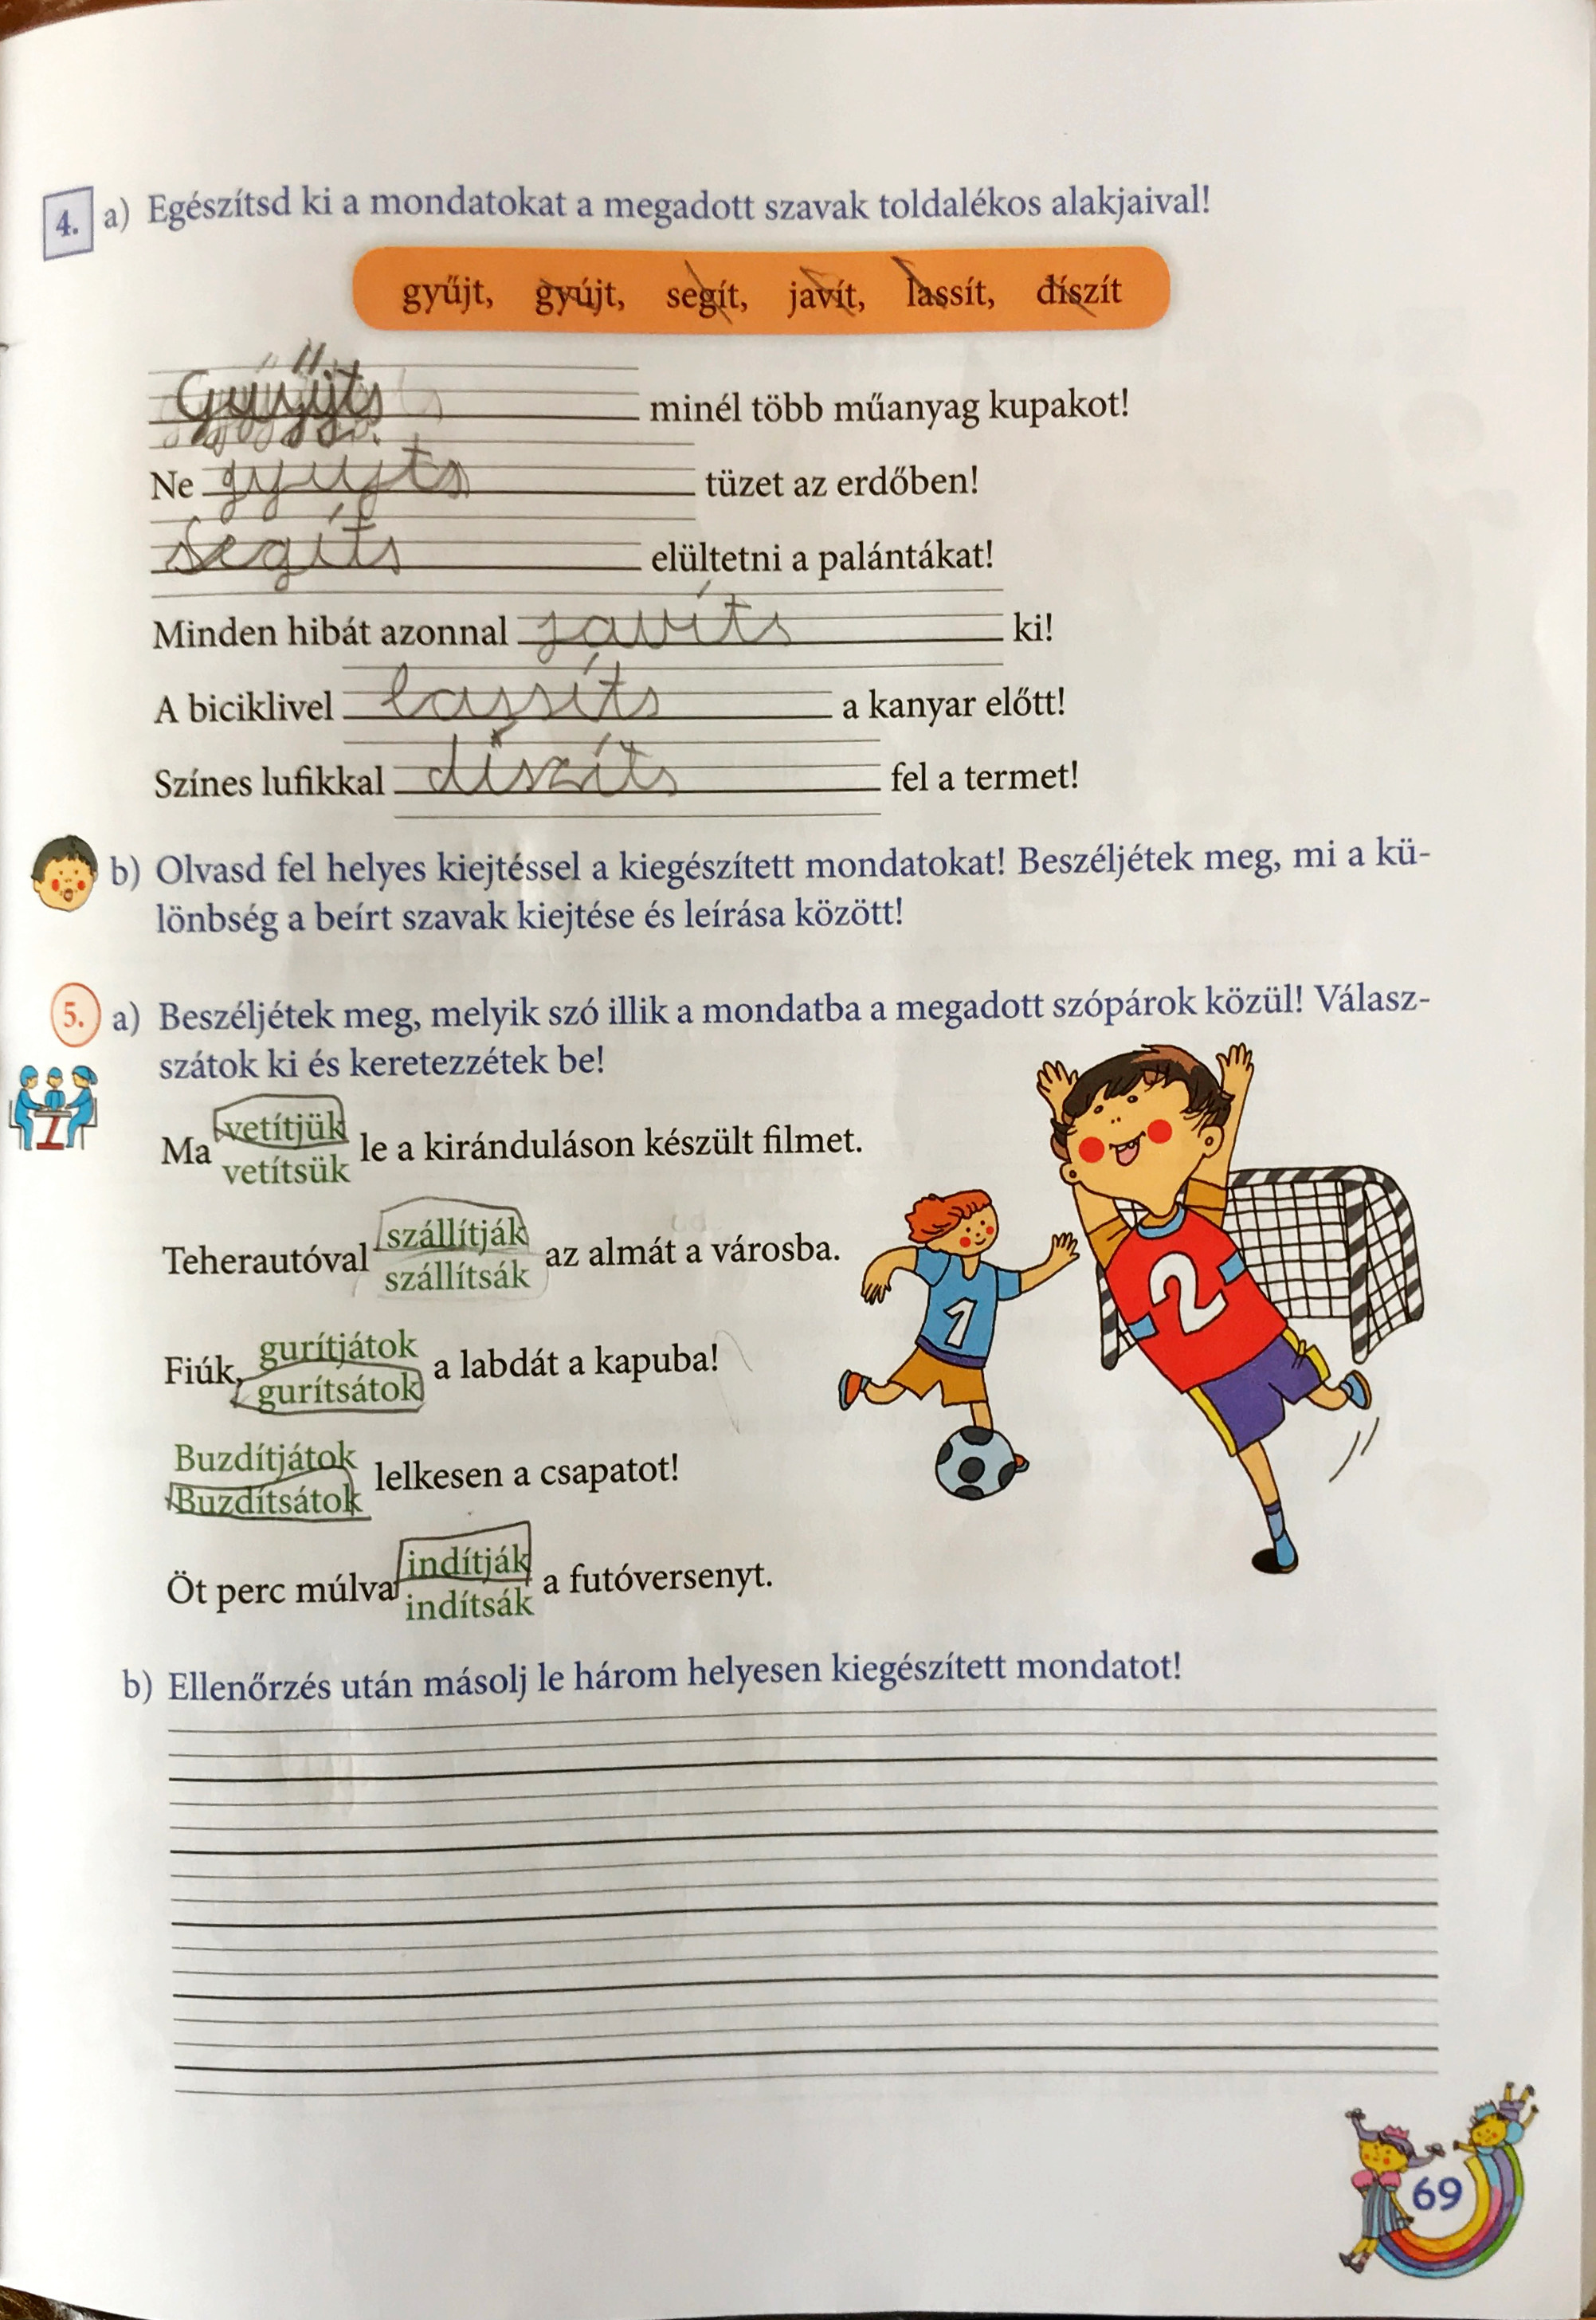 4. a) Egészítsd ki a mondatokat a megadott szavak toldalékos alakjaival!
gyűjt, gyújt, segít, javít, lassít, díszít
Gyűjts minél több műanyag kupakot!
Ne gyujts tüzet az erdőben!
Segíts elültetni a palántákat!
Minden hibát azonnal javíts ki!
A biciklivel lassíts a kanyar előtt!
Színes lufikkal díszíts fel a termet!
b) Olvasd fel helyes kiejtéssel a kiegészített mondatokat! Beszéljétek meg, mi a kü-
lönbség a beírt szavak kiejtése és leírása között!
5. a) Beszéljétek meg, melyik szó illik a mondatba a megadott szópárok közül! Válasz-
szátok ki és keretezzétek be!
vetítjük
Ma le a kiránduláson készült filmet.
vetítsük
szállítják
Teherautóval az almát a városba.
szállítsák
gurítjátok
Fiúk, a labdát a kapuba!
gurítsátok
Buzdítjátok
lelkesen a csapatot!
Buzdítsátok
indítják
Öt perc múlva a futóversenyt.
indítsák
1
2
b) Ellenőrzés után másolj le három helyesen kiegészített mondatot!
69